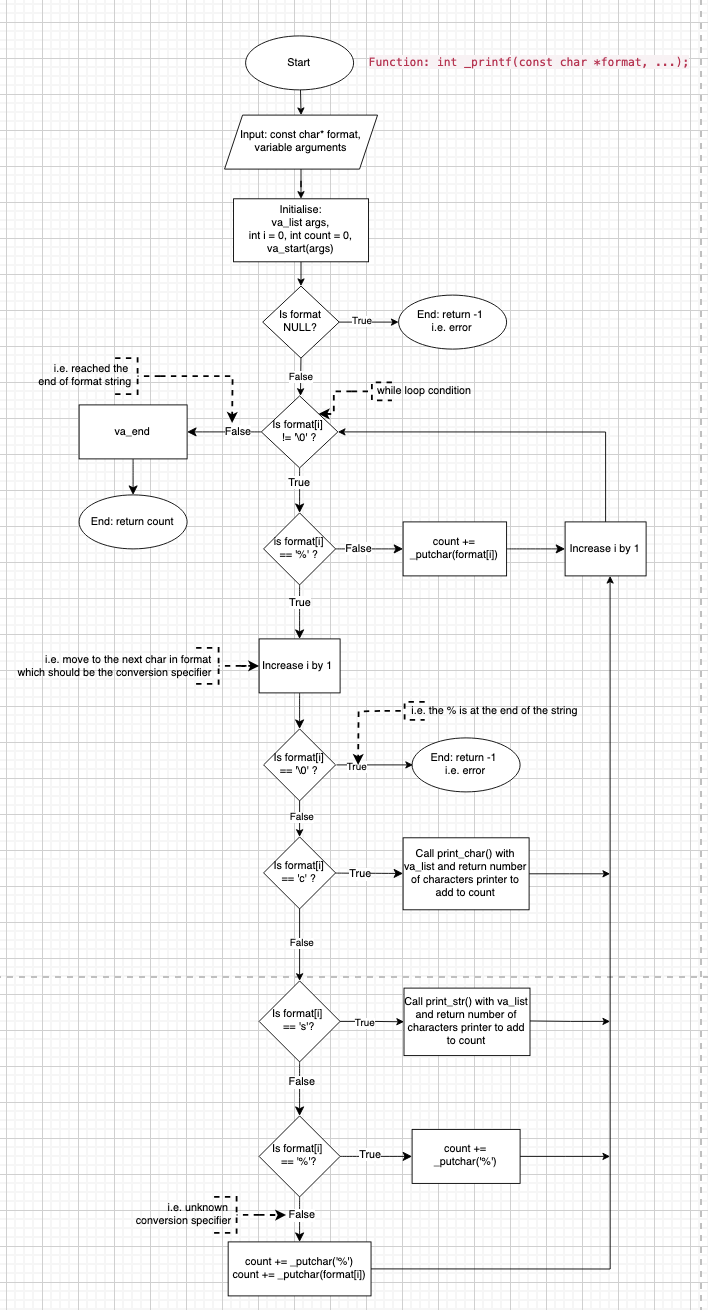 Start
Function: int _printf(const char *format, ...);
Input: const char* format,
variable arguments
Initialise:
va_list args,
int i = 0, int count = 0,
va_start(args)
Is format
NULL?
True
End: return -1
i.e. error
False
i.e. reached the
end of format string
while loop condition
va_end
False
Is format[i]
!= '\0' ?
True
End: return count
Is format[i]
== '%' ?
False
count +=
_putchar(format[i])
Increase i by 1
True
i.e. move to the next char in format
which should be the conversion specifier
Increase i by 1
i.e. the % is at the end of the string
Is format[i]
== '\0' ?
True
End: return -1
i.e. error
False
Is format[i]
== 'c' ?
True
Call print_char() with
va_list and return number
of characters printer to
add to count
False
Is format[i]
== 's'?
True
Call print_str() with va_list
and return number of
characters printer to add
to count
False
Is format[i]
== '%'?
True
count +=
_putchar('%')
i.e. unknown
conversion specifier
False
count += _putchar('%')
count += _putchar(format[i])